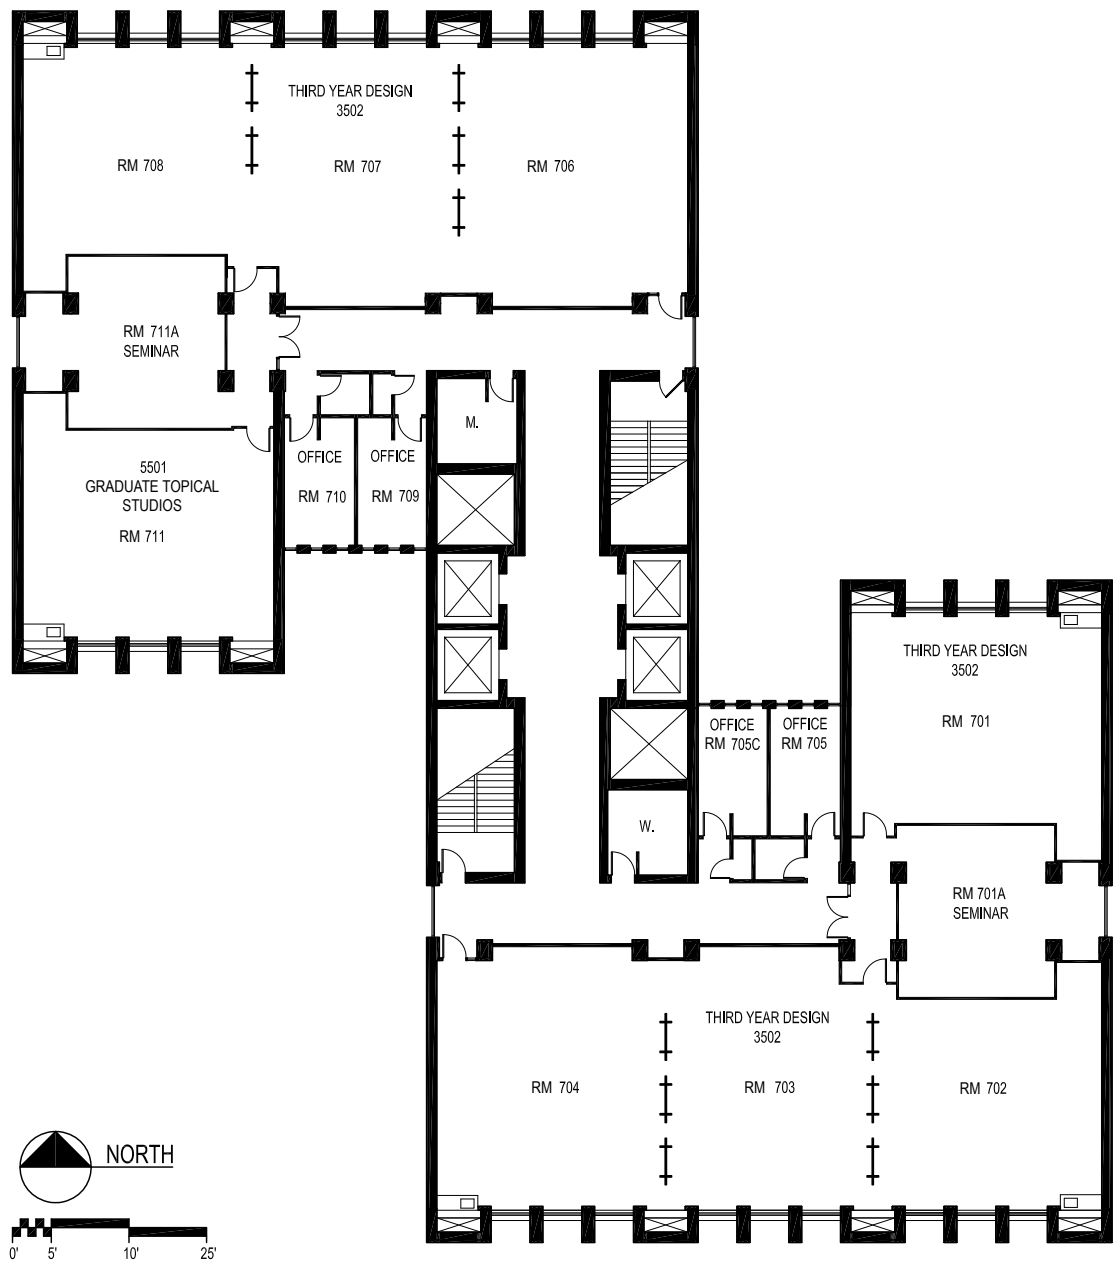 THIRD YEAR DESIGN
3502
RM 708
RM 707
RM 706
RM 711A
SEMINAR
M.
5501
GRADUATE TOPICAL
STUDIOS
RM 711
OFFICE
RM 710
OFFICE
RM 709
THIRD YEAR DESIGN
3502
RM 701
OFFICE
RM 705C
OFFICE
RM 705
W.
RM 701A
SEMINAR
THIRD YEAR DESIGN
3502
RM 704
RM 703
RM 702
NORTH
0' 5' 10' 25'